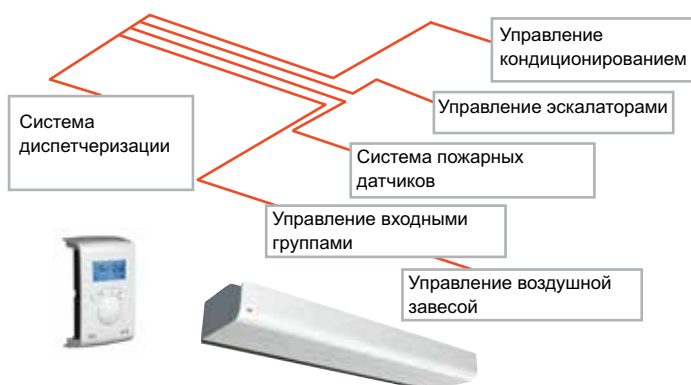 Управление
кондиционированием
Управление эскалаторами
Система
диспетчеризации
Система пожарных
датчиков
Управление входными
группами
Управление воздушной
завесой